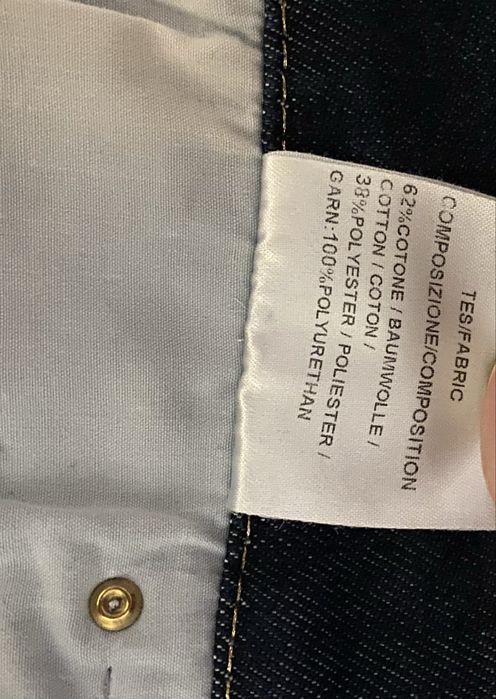 TES/FABRIC
COMPOSIZIONE/COMPOSITION
62%COTONE / BAUMWOLLE /
COTTON / COTON /
38%POLYESTER / POLIESTER /
GARN:100%POLYURETHAN